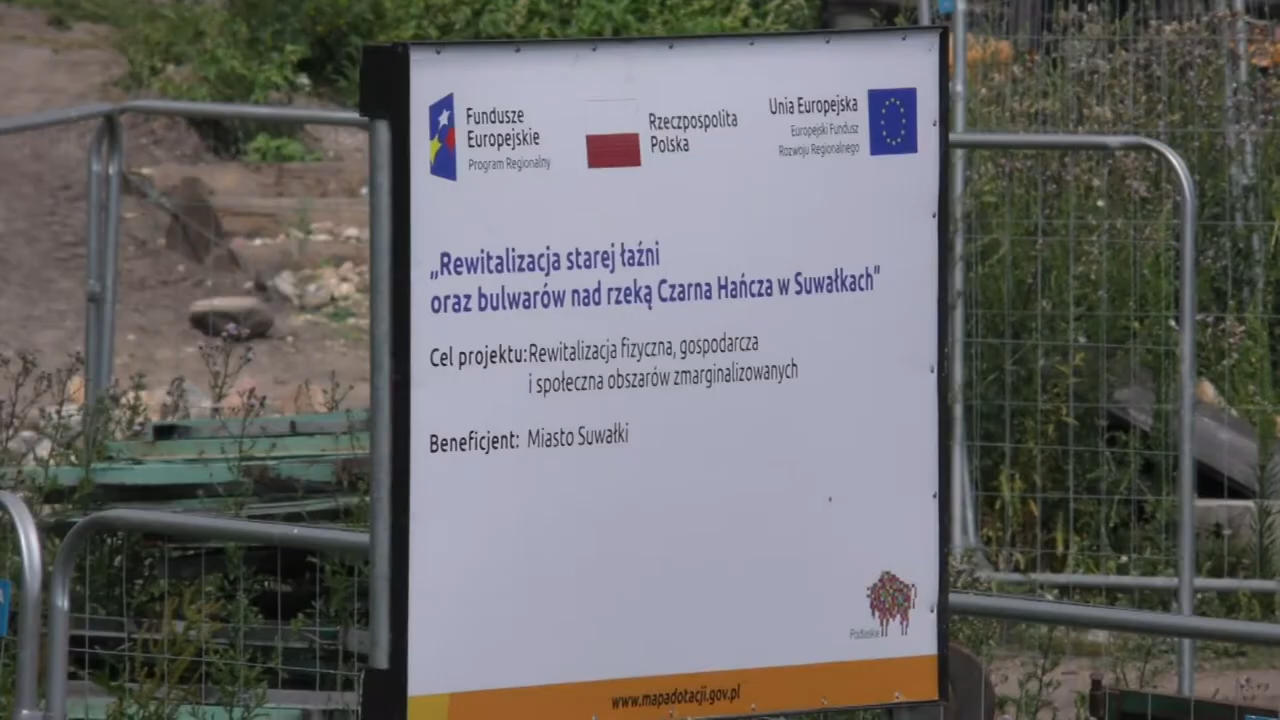 Fundusze
Europejskie
Program Regionalny
Rzeczpospolita
Polska
Unia Europejska
Europejski Fundusz
Rozwoju Regionalnego
„Rewitalizacja starej łaźni
oraz bulwarów nad rzeką Czarna Hańcza w Suwałkach"
Cel projektu: Rewitalizacja fizyczna, gospodarcza
i społeczna obszarów zmarginalizowanych
Beneficjent: Miasto Suwałki
Podlaskie
www.mapadotacji.gov.pl